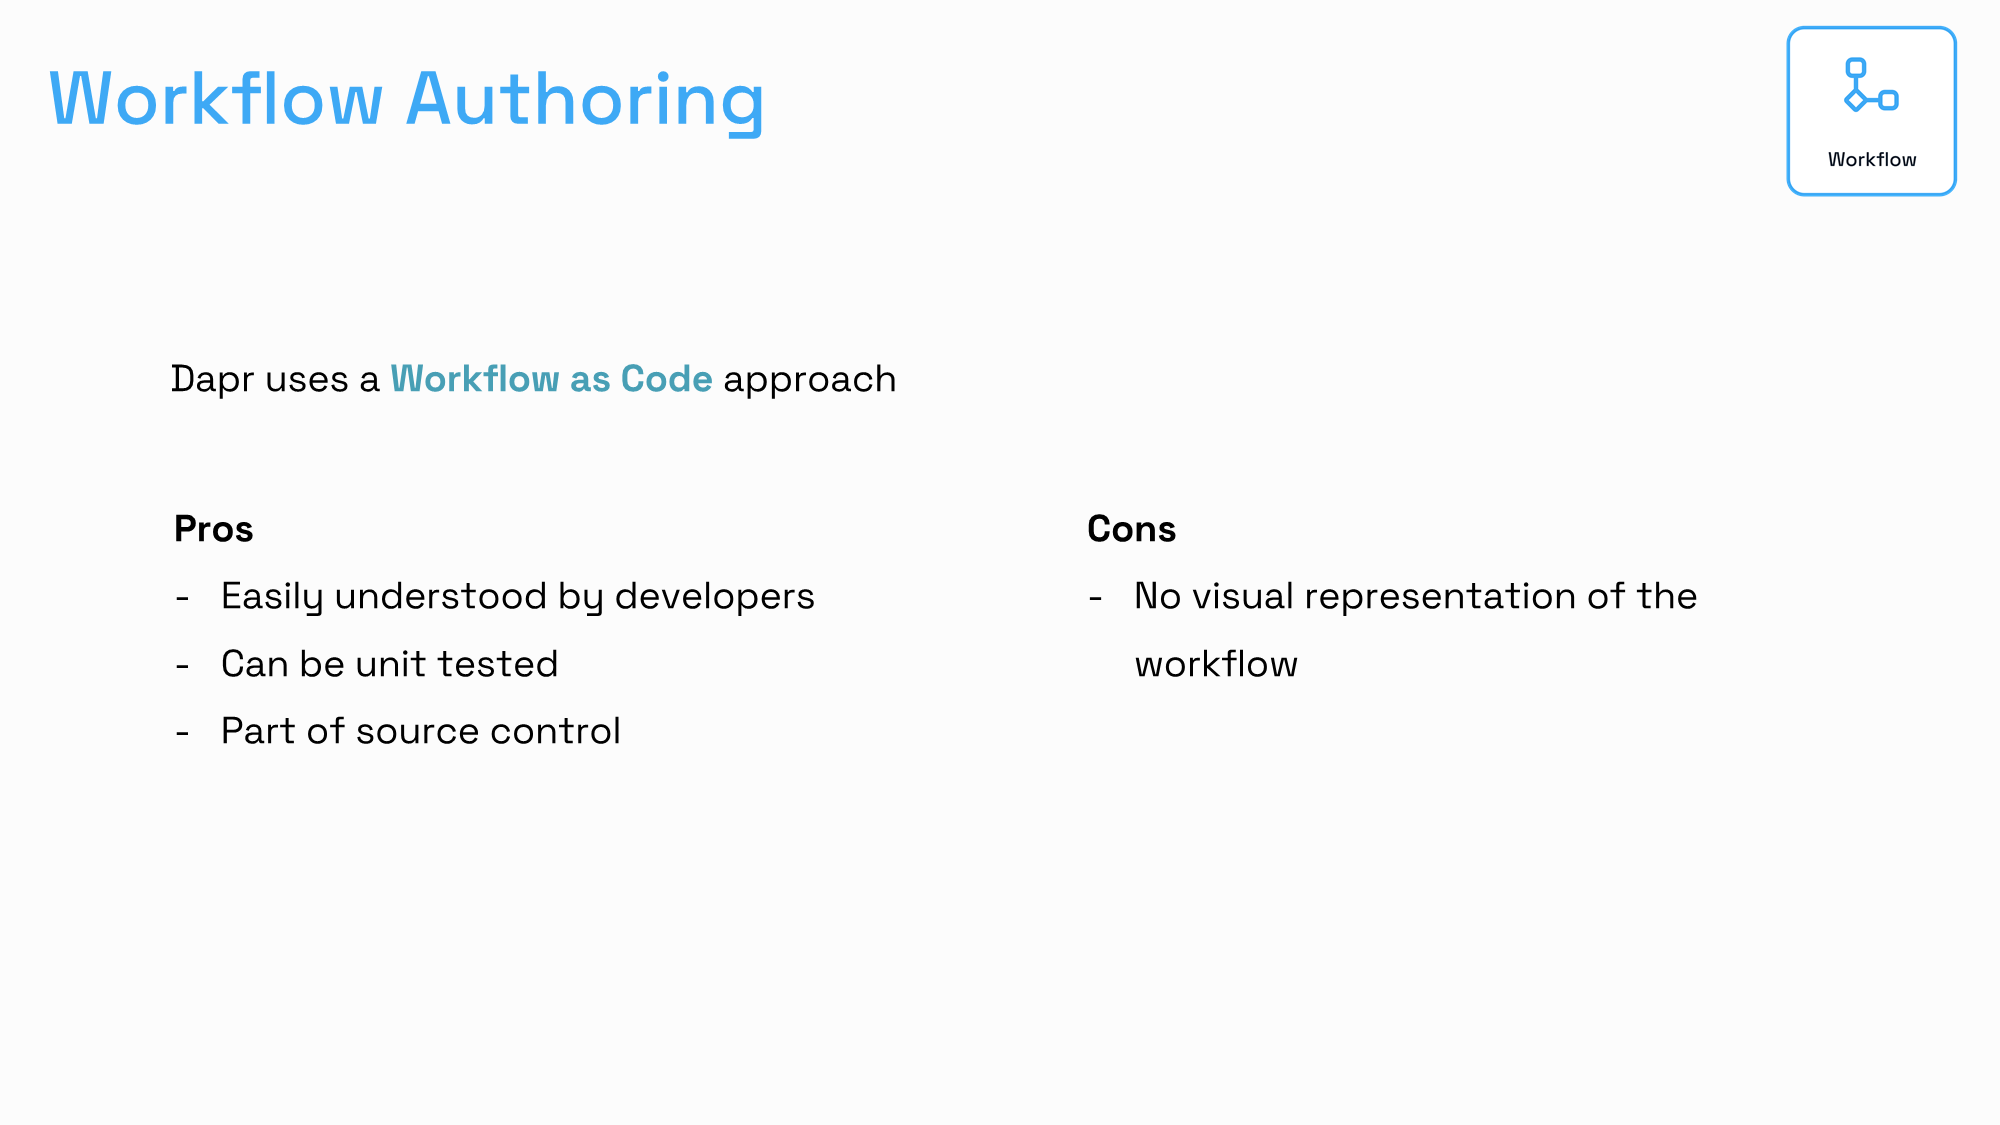 Workflow Authoring
Workflow
Dapr uses a Workflow as Code approach
Pros
- Easily understood by developers
- Can be unit tested
- Part of source control
Cons
- No visual representation of the
workflow